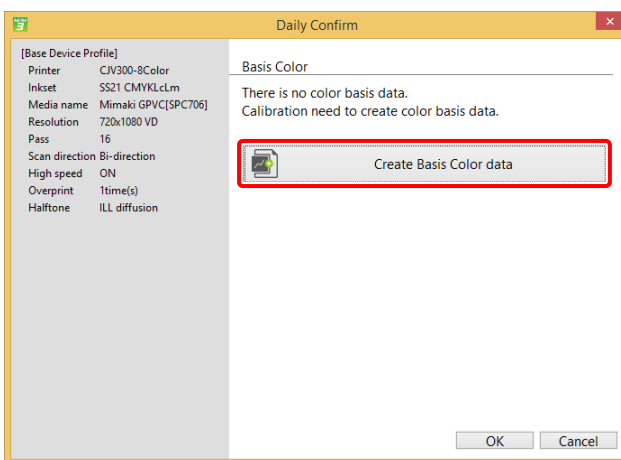 Daily Confirm
[Base Device Profile]
Printer CJV300-8Color
Inkset SS21 CMYKLcLm
Media name Mimaki GPVC[SPC706]
Resolution 720x1080 VD
Pass 16
Scan direction Bi-direction
High speed ON
Overprint 1time(s)
Halftone ILL diffusion
Basis Color
There is no color basis data.
Calibration need to create color basis data.
Create Basis Color data
OK Cancel